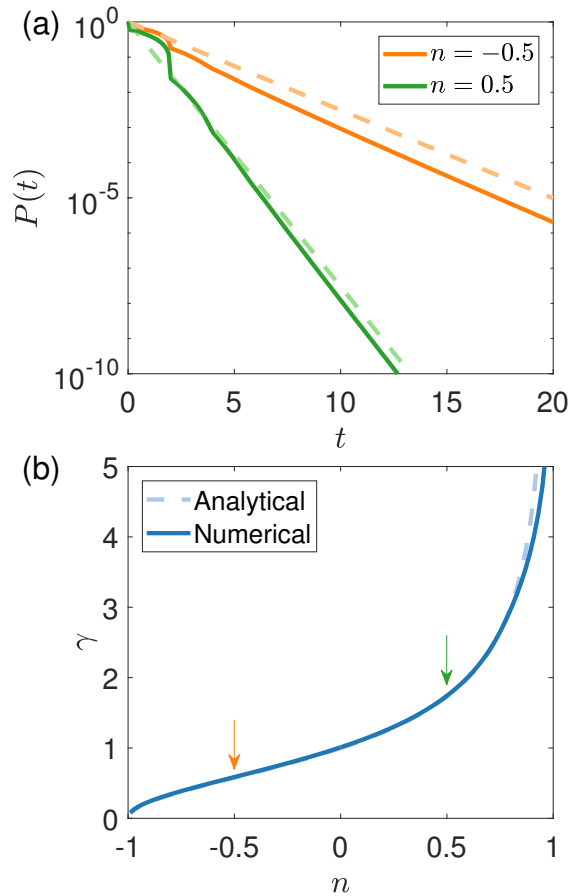 (a)
10^0
10^-5
10^-10
P(t)
n = −0.5
n = 0.5
0 5 10 15 20
t
(b)
5
4
3
2
1
0
γ
Analytical
Numerical
-1 -0.5 0 0.5 1
n